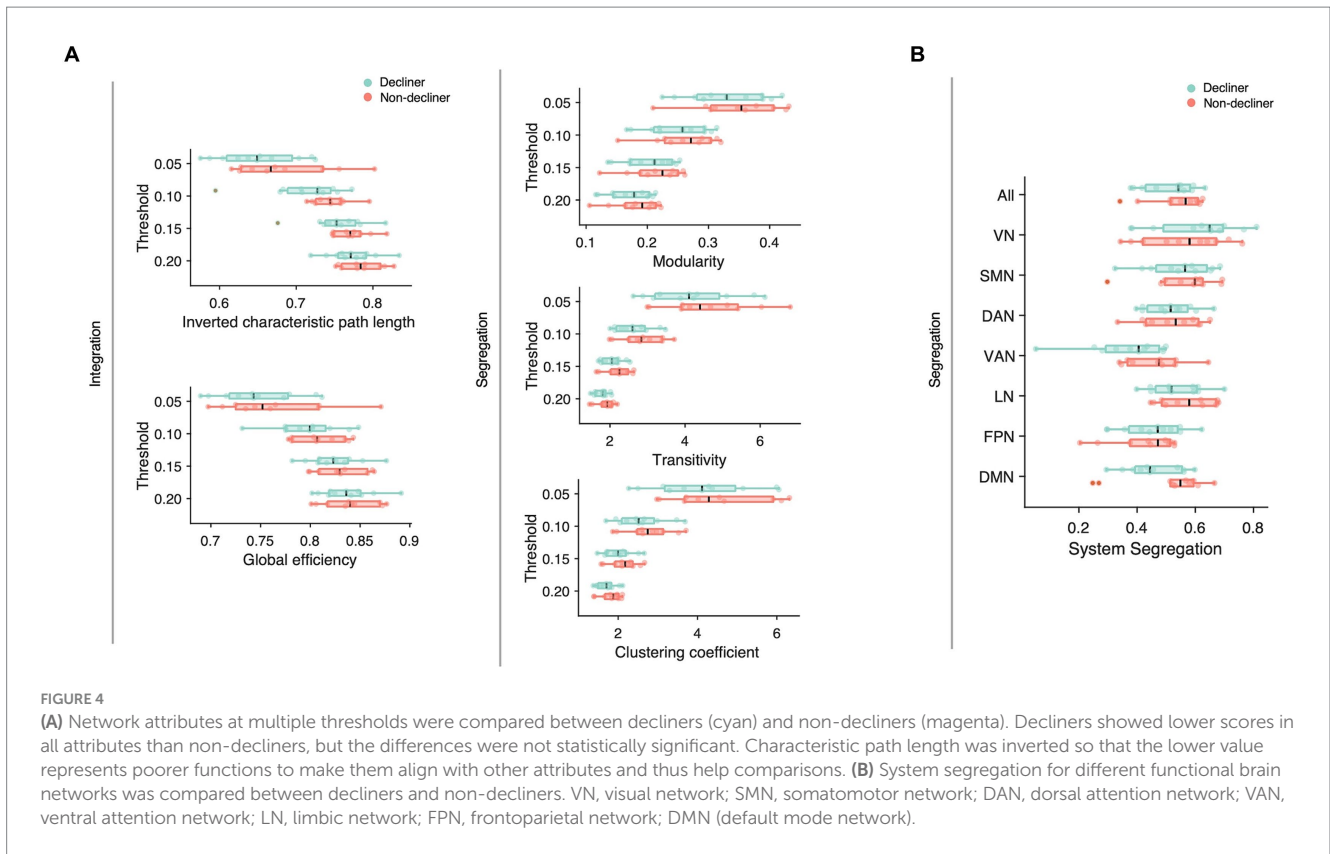 A
Decliner
Non-decliner
Integration
Threshold
0.05
0.10
0.15
0.20
0.6 0.7 0.8
Inverted characteristic path length
Threshold
0.05
0.10
0.15
0.20
0.7 0.75 0.8 0.85 0.9
Global efficiency
Segregation
Threshold
0.05
0.10
0.15
0.20
0.1 0.2 0.3 0.4
Modularity
Threshold
0.05
0.10
0.15
0.20
2 4 6
Transitivity
Threshold
0.05
0.10
0.15
0.20
2 4 6
Clustering coefficient
B
Decliner
Non-decliner
Segregation
All
VN
SMN
DAN
VAN
LN
FPN
DMN
0.2 0.4 0.6 0.8
System Segregation
FIGURE 4
(A) Network attributes at multiple thresholds were compared between decliners (cyan) and non-decliners (magenta). Decliners showed lower scores in
all attributes than non-decliners, but the differences were not statistically significant. Characteristic path length was inverted so that the lower value
represents poorer functions to make them align with other attributes and thus help comparisons. (B) System segregation for different functional brain
networks was compared between decliners and non-decliners. VN, visual network; SMN, somatomotor network; DAN, dorsal attention network; VAN,
ventral attention network; LN, limbic network; FPN, frontoparietal network; DMN (default mode network).